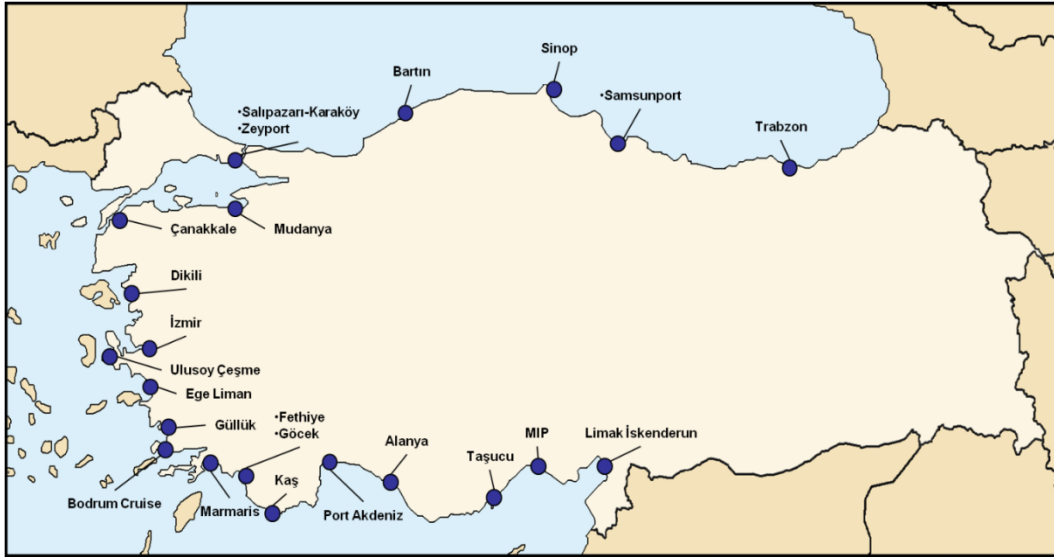 Sinop
Bartın
•Samsunport
•Salıpazarı-Karaköy
•Zeyport
Trabzon
Çanakkale
Mudanya
Dikili
İzmir
Ulusoy Çeşme
Ege Liman
Güllük
•Fethiye
•Göcek
Alanya
MIP
Limak İskenderun
Taşucu
Kaş
Bodrum Cruise
Marmaris
Port Akdeniz